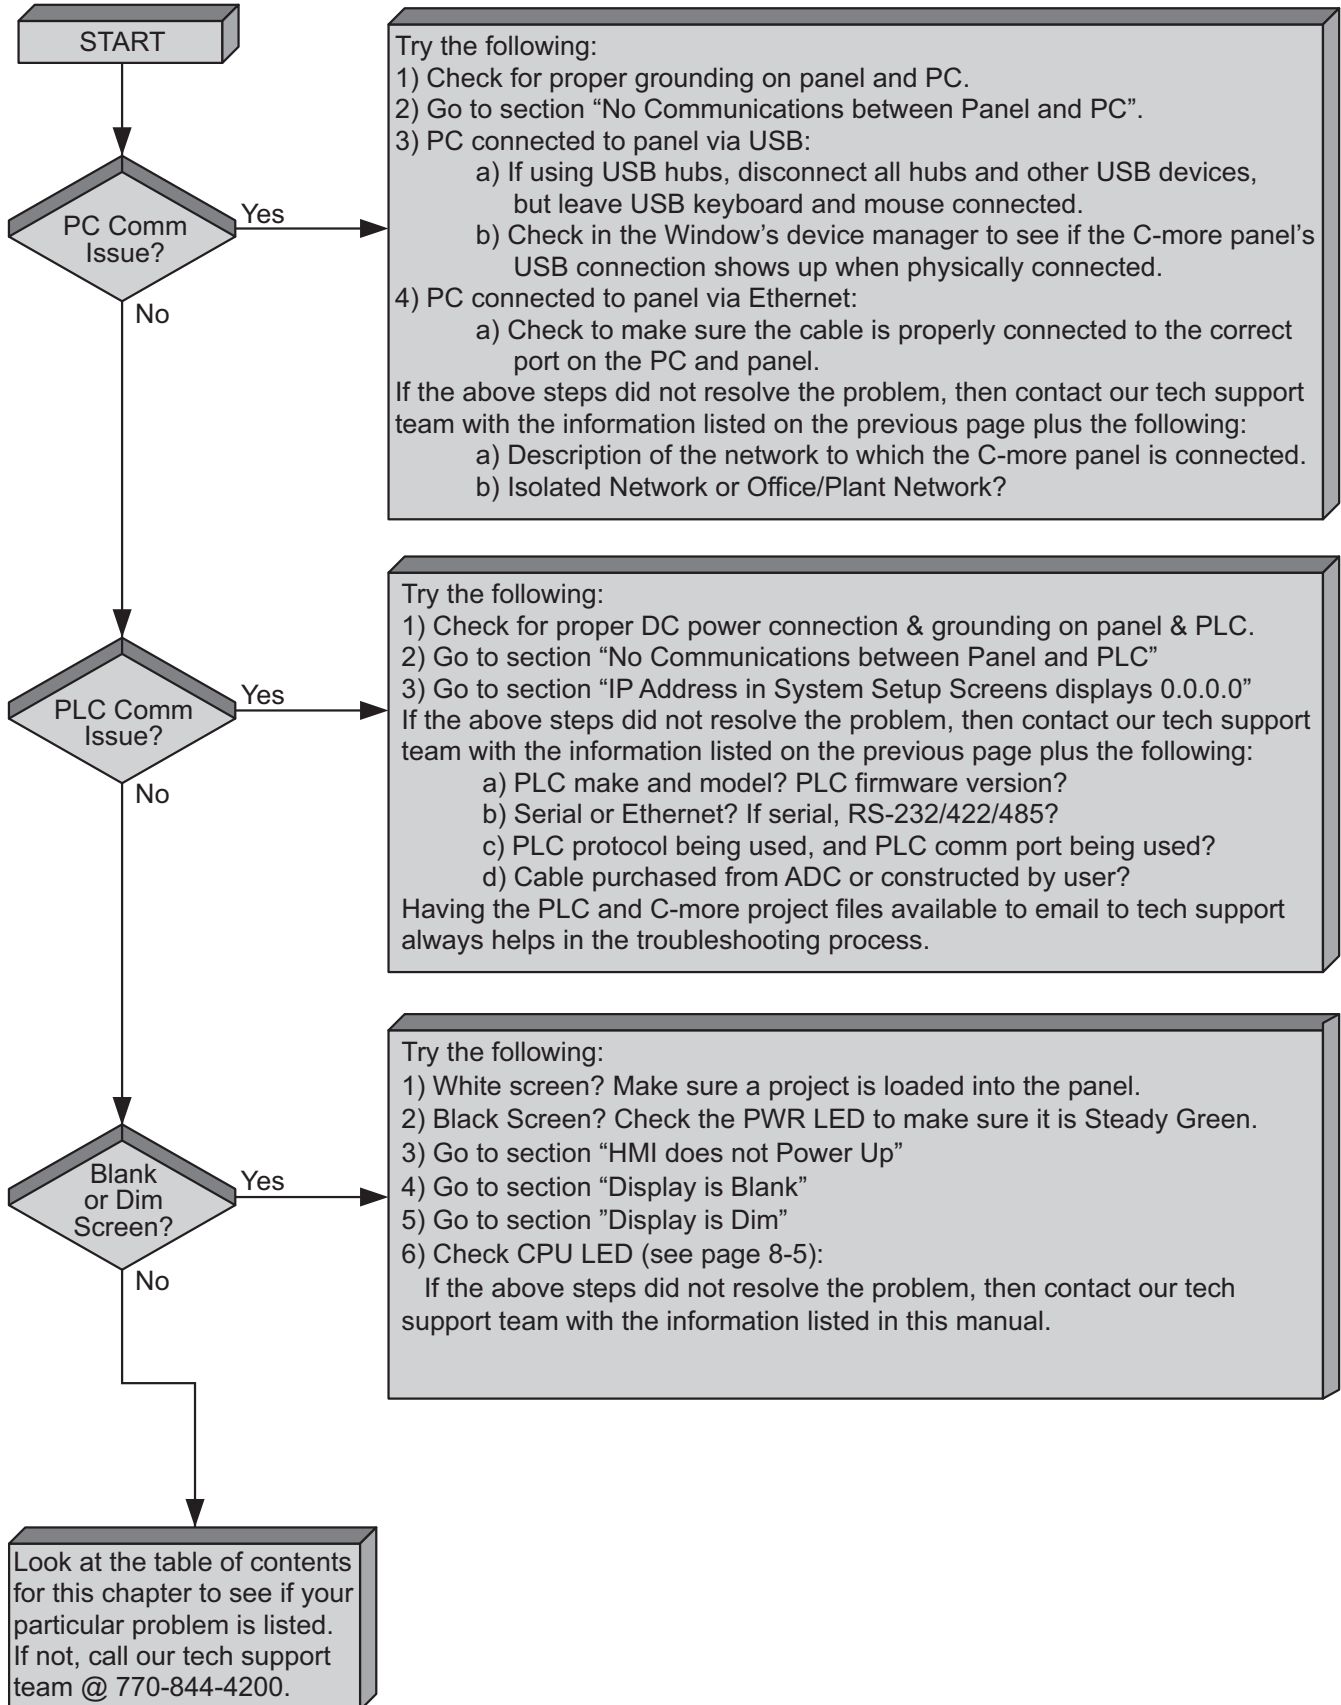 START
PC Comm
Issue?
Yes
No
Try the following:
1) Check for proper grounding on panel and PC.
2) Go to section “No Communications between Panel and PC”.
3) PC connected to panel via USB:
a) If using USB hubs, disconnect all hubs and other USB devices,
but leave USB keyboard and mouse connected.
b) Check in the Window’s device manager to see if the C-more panel’s
USB connection shows up when physically connected.
4) PC connected to panel via Ethernet:
a) Check to make sure the cable is properly connected to the correct
port on the PC and panel.
If the above steps did not resolve the problem, then contact our tech support
team with the information listed on the previous page plus the following:
a) Description of the network to which the C-more panel is connected.
b) Isolated Network or Office/Plant Network?
PLC Comm
Issue?
Yes
No
Try the following:
1) Check for proper DC power connection & grounding on panel & PLC.
2) Go to section “No Communications between Panel and PLC”
3) Go to section “IP Address in System Setup Screens displays 0.0.0.0”
If the above steps did not resolve the problem, then contact our tech support
team with the information listed on the previous page plus the following:
a) PLC make and model? PLC firmware version?
b) Serial or Ethernet? If serial, RS-232/422/485?
c) PLC protocol being used, and PLC comm port being used?
d) Cable purchased from ADC or constructed by user?
Having the PLC and C-more project files available to email to tech support
always helps in the troubleshooting process.
Blank
or Dim
Screen?
Yes
No
Try the following:
1) White screen? Make sure a project is loaded into the panel.
2) Black Screen? Check the PWR LED to make sure it is Steady Green.
3) Go to section “HMI does not Power Up”
4) Go to section “Display is Blank”
5) Go to section ”Display is Dim”
6) Check CPU LED (see page 8-5):
If the above steps did not resolve the problem, then contact our tech
support team with the information listed in this manual.
Look at the table of contents
for this chapter to see if your
particular problem is listed.
If not, call our tech support
team @ 770-844-4200.